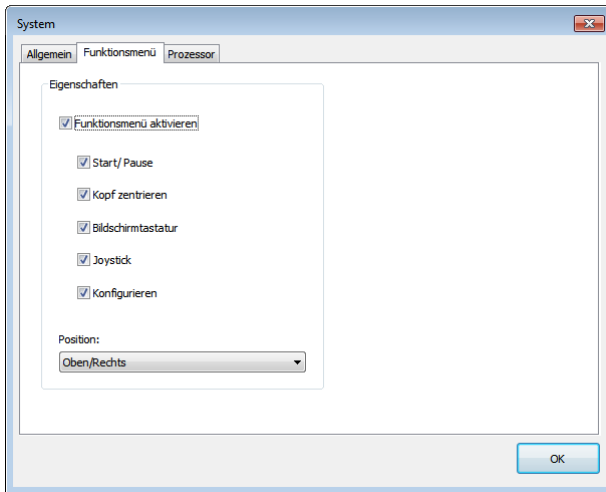 System
Allgemein Funktionsmenü Prozessor
Eigenschaften
Funktionsmenü aktivieren
Start/ Pause
Kopf zentrieren
Bildschirmtastatur
Joystick
Konfigurieren
Position:
Oben/Rechts
OK